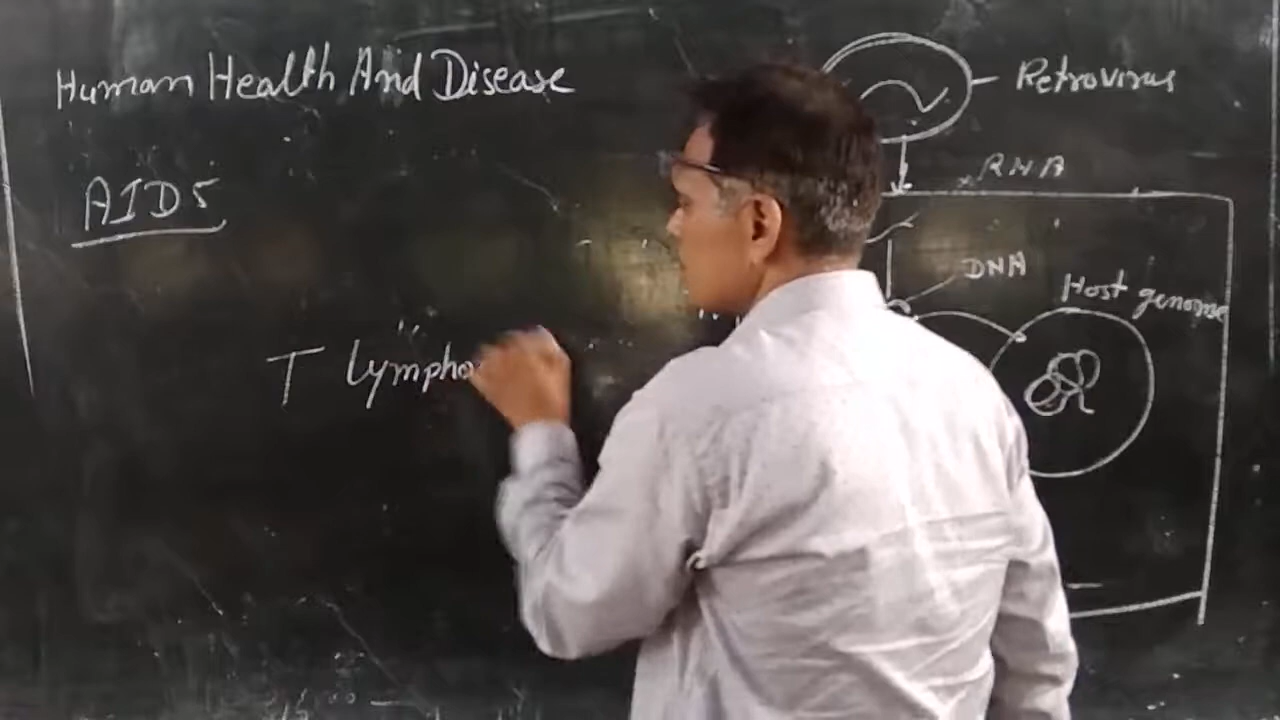 Human Health And Disease
Retrovirus
RNA
AIDS
DNA
Host genome
T Lympho